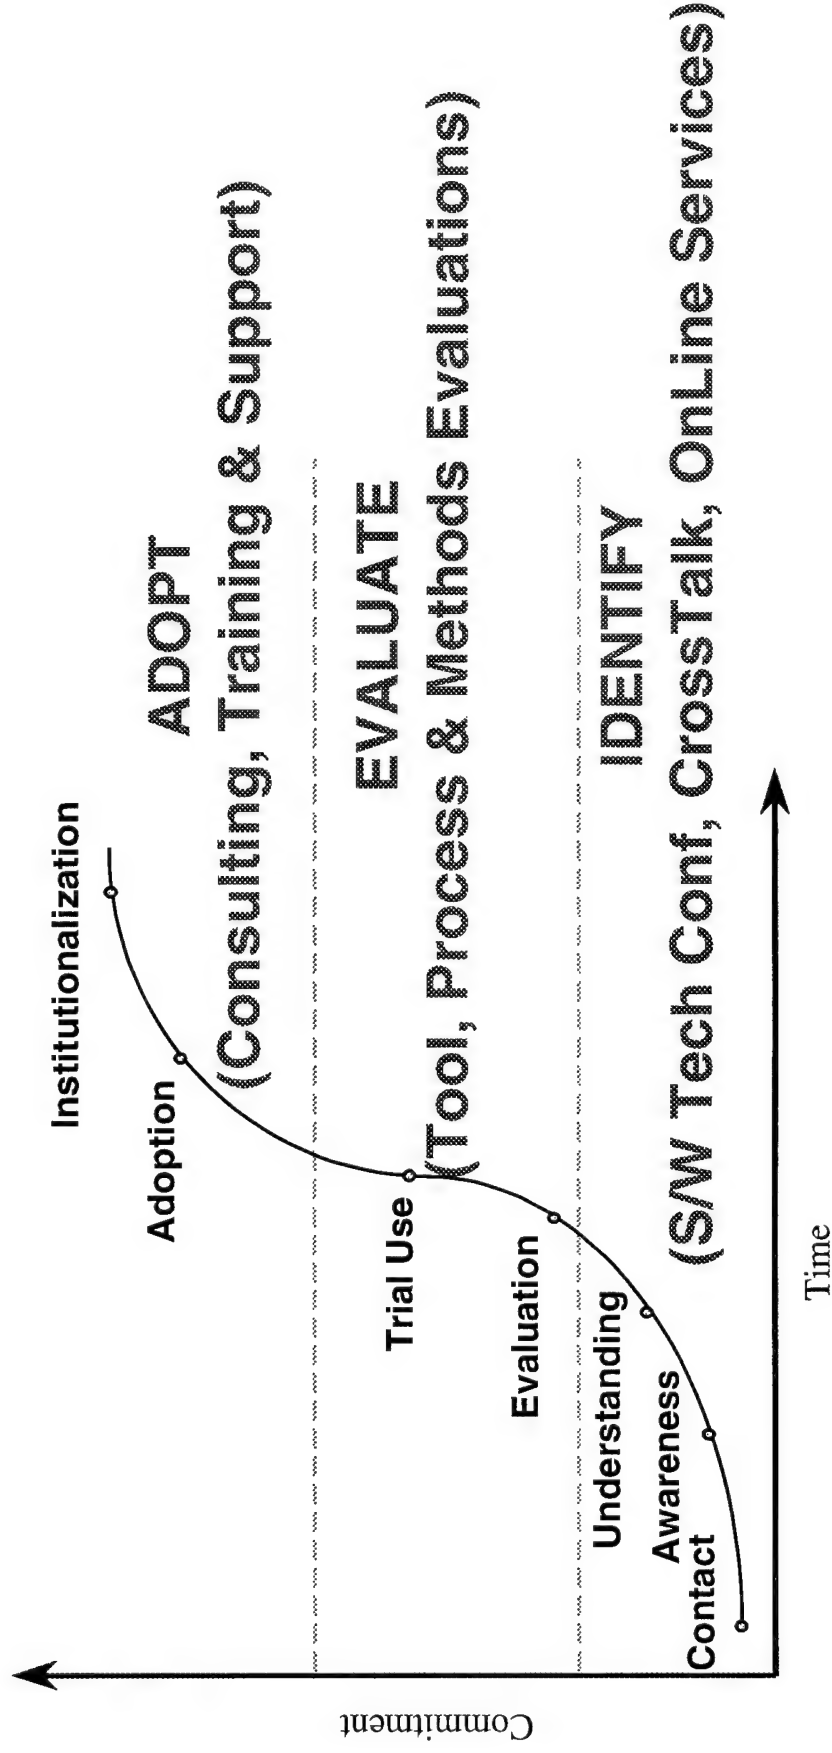 Institutionalization
ADOPT
Adoption
(Consulting, Training & Support)
EVALUATE
Trial Use
(Tool, Process & Methods Evaluations)
Evaluation
IDENTIFY
Understanding
Awareness
(S/W Tech Conf, CrossTalk, OnLine Services)
Contact
Commitment
Time